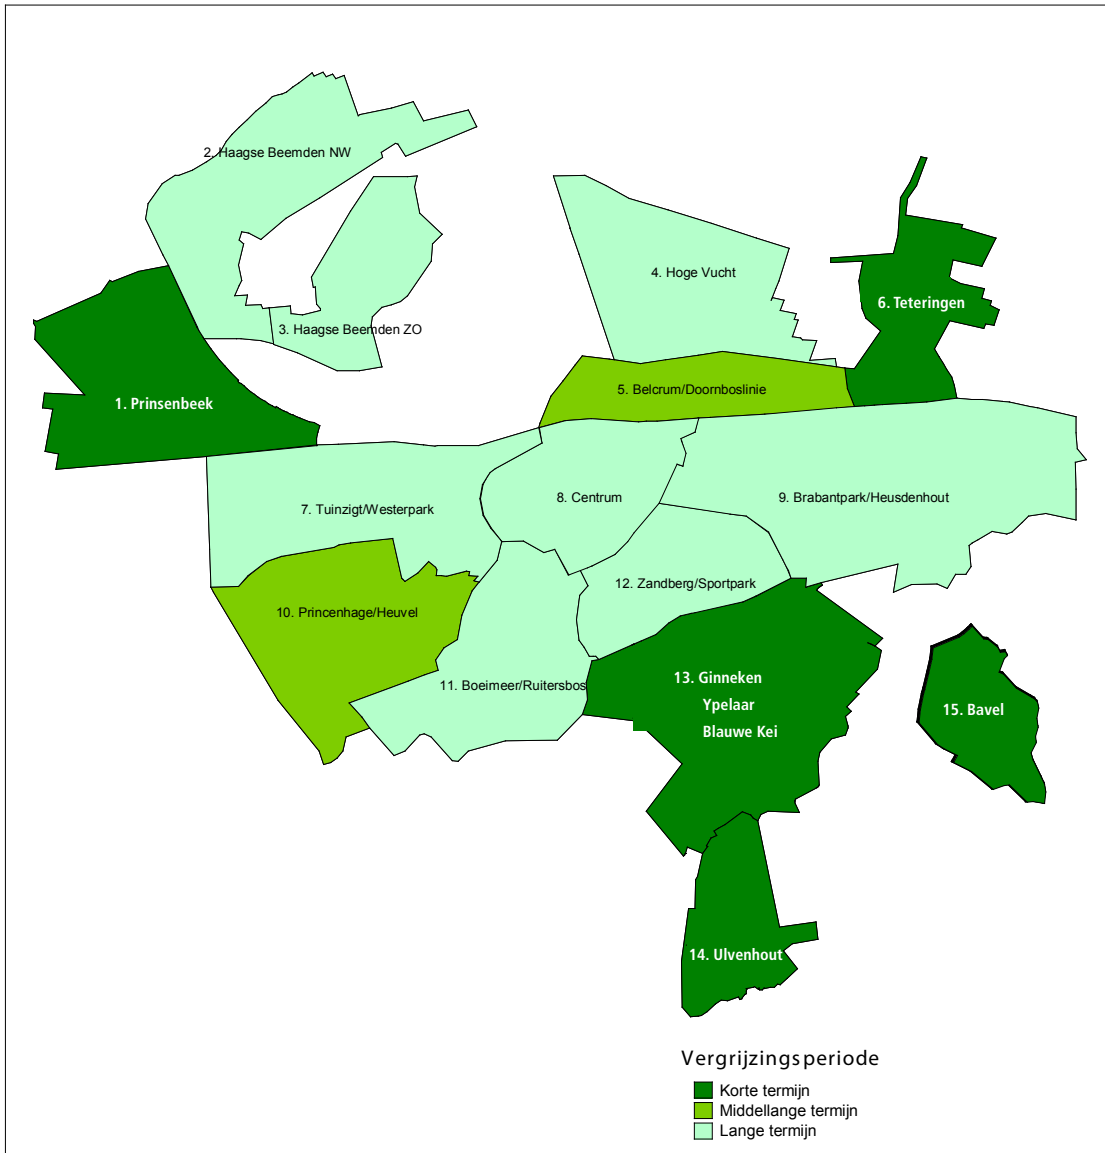 2. Haagse Beemden NW
4. Hoge Vucht
6. Teteringen
3. Haagse Beemden ZO
5. Belcrum/Doornboslinie
1. Prinsenbeek
8. Centrum
9. Brabantpark/Heusdenhout
7. Tuinzigt/Westerpark
12. Zandberg/Sportpark
10. Princenhage/Heuvel
13. Ginneken
Ypelaar
Blauwe Kei
11. Boeimeer/Ruitersbos
15. Bavel
14. Ulvenhout
Vergrijzingsperiode
Korte termijn
Middellange termijn
Lange termijn